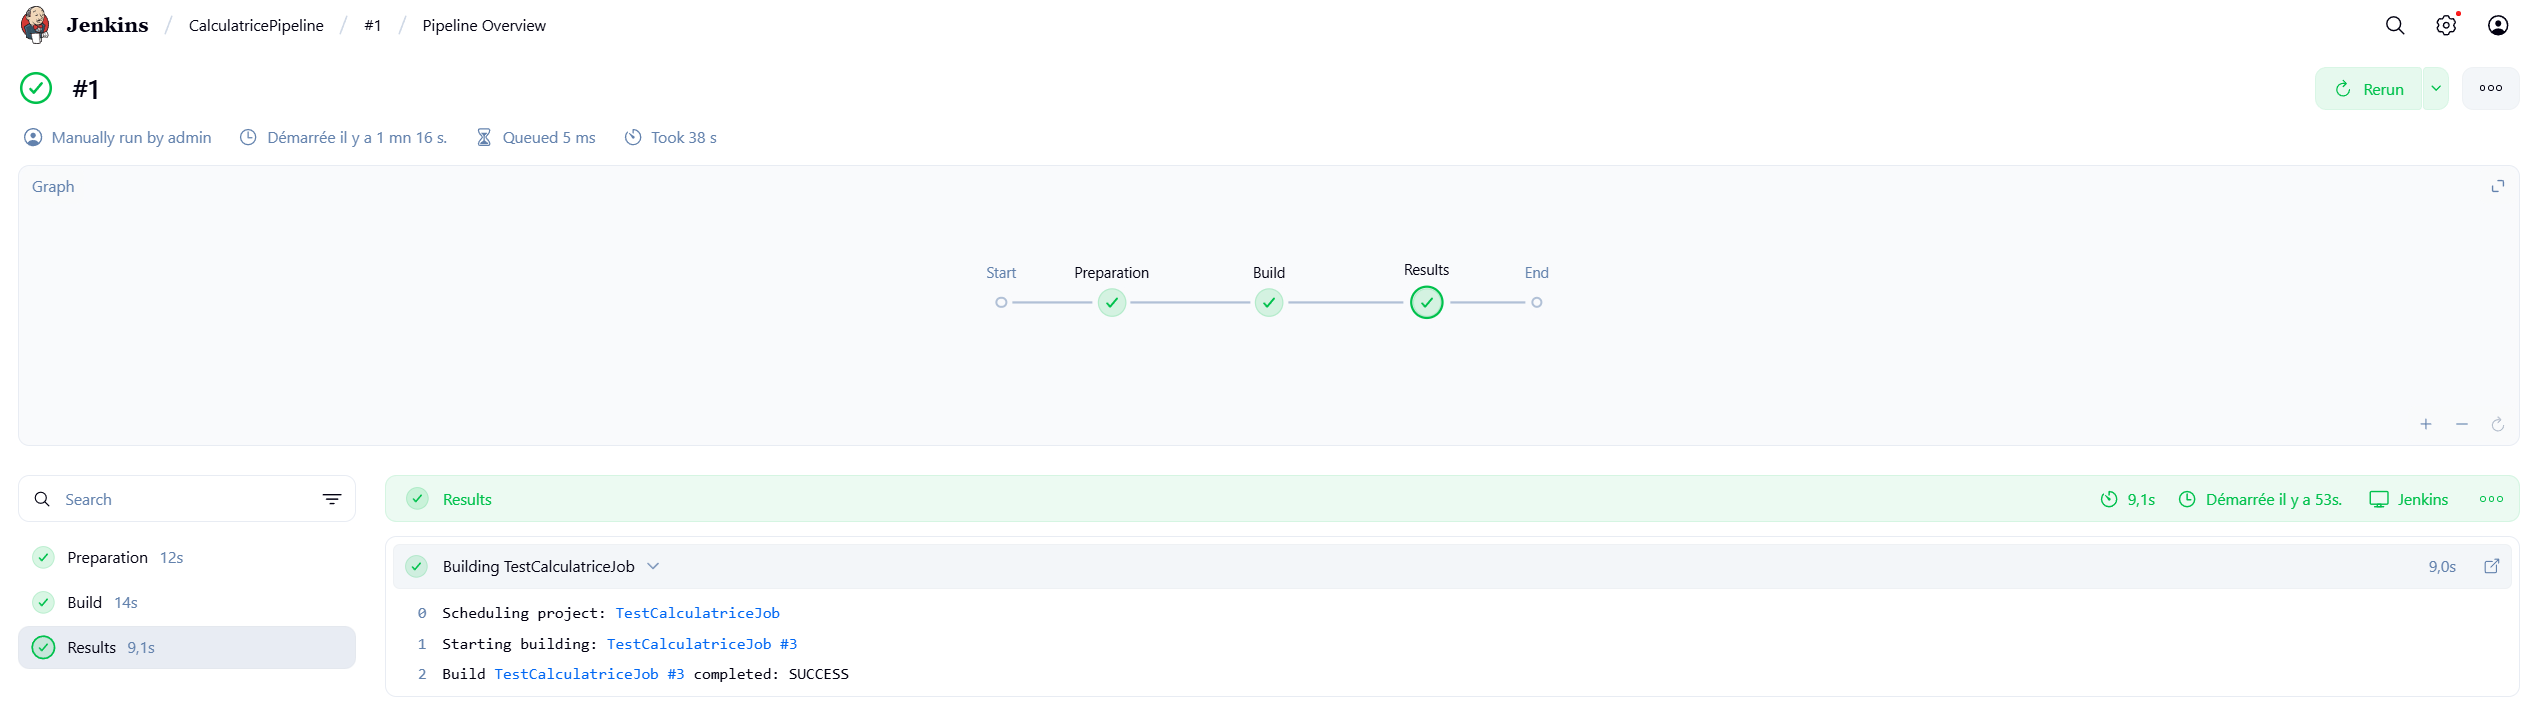 Jenkins / CalculatricePipeline / #1 / Pipeline Overview
#1
Rerun
Manually run by admin Démarrée il y a 1 mn 16 s. Queued 5 ms Took 38 s
Graph
Start Preparation Build Results End
Search
Preparation 12s
Build 14s
Results 9,1s
Results 9,1s Démarrée il y a 53s. Jenkins
Building TestCalculatriceJob 9,0s
0 Scheduling project: TestCalculatriceJob
1 Starting building: TestCalculatriceJob #3
2 Build TestCalculatriceJob #3 completed: SUCCESS